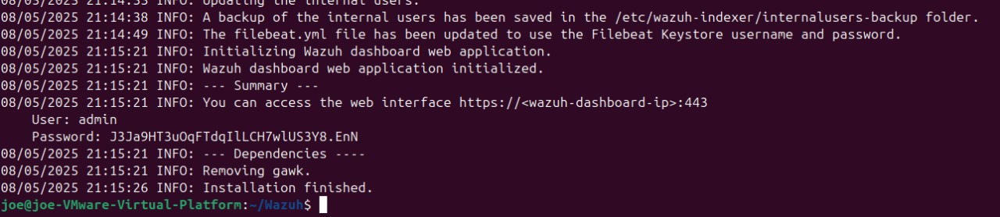 08/05/2025 21:14:35 INFO: Updating the internal users.
08/05/2025 21:14:38 INFO: A backup of the internal users has been saved in the /etc/wazuh-indexer/internalusers-backup folder.
08/05/2025 21:14:49 INFO: The filebeat.yml file has been updated to use the Filebeat Keystore username and password.
08/05/2025 21:15:21 INFO: Initializing Wazuh dashboard web application.
08/05/2025 21:15:21 INFO: Wazuh dashboard web application initialized.
08/05/2025 21:15:21 INFO: --- Summary ---
08/05/2025 21:15:21 INFO: You can access the web interface https://<wazuh-dashboard-ip>:443
    User: admin
    Password: J3Ja9HT3uOqFTdqIlLCH7wlUS3Y8.EnN
08/05/2025 21:15:21 INFO: --- Dependencies ----
08/05/2025 21:15:21 INFO: Removing gawk.
08/05/2025 21:15:26 INFO: Installation finished.
joe@joe-VMware-Virtual-Platform:~/Wazuh$